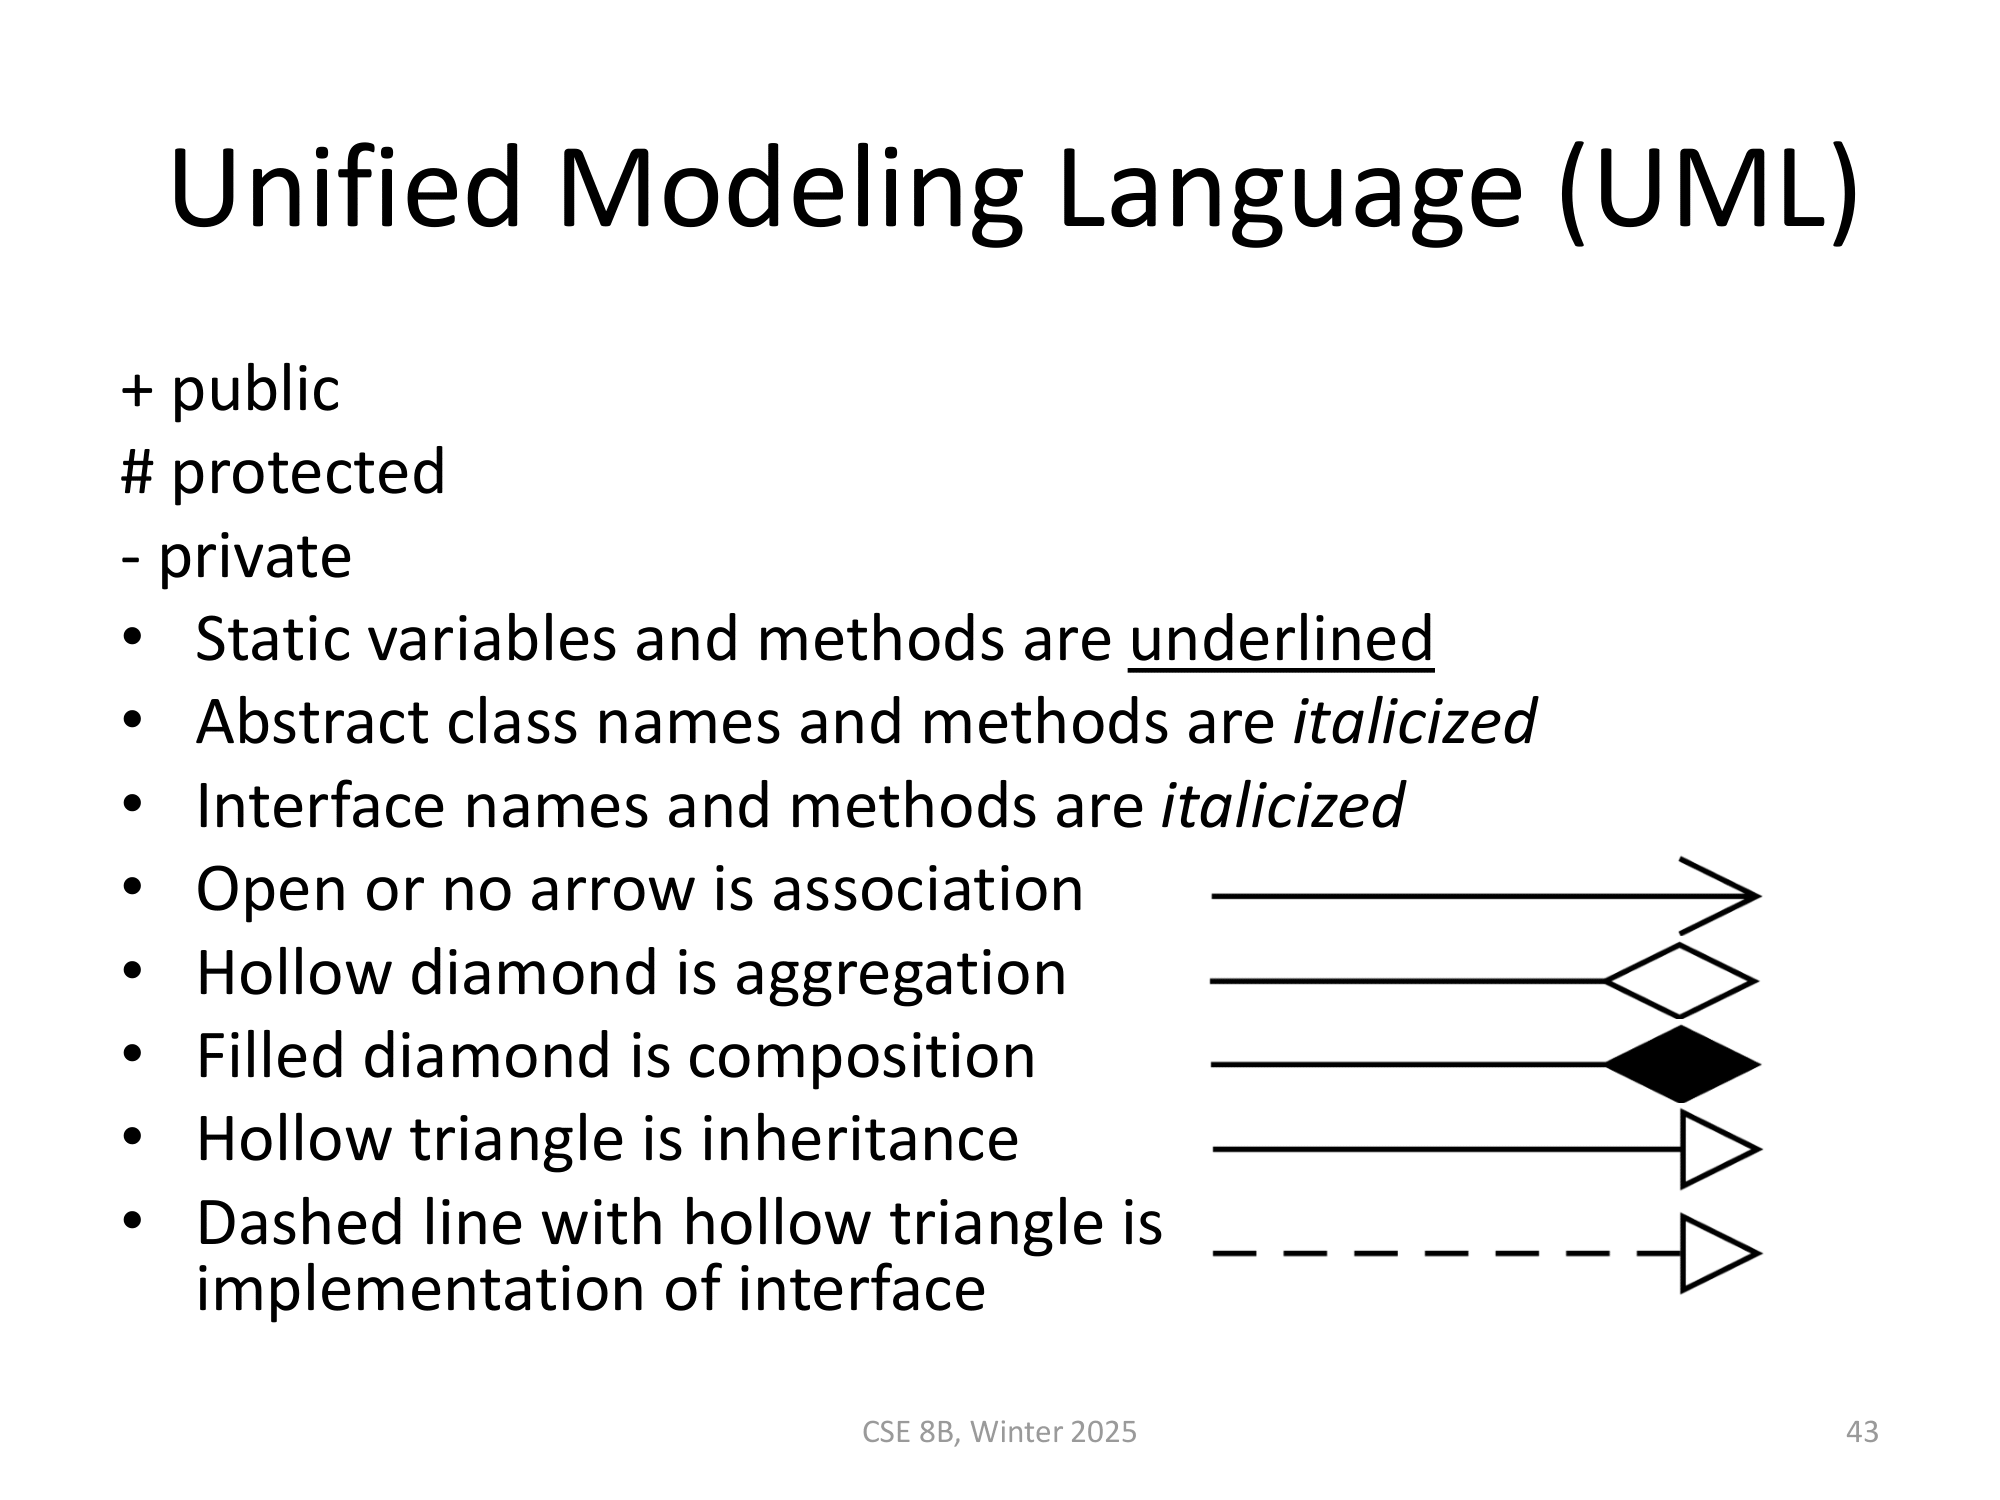 Unified Modeling Language (UML)
+ public
# protected
- private
• Static variables and methods are underlined
• Abstract class names and methods are italicized
• Interface names and methods are italicized
• Open or no arrow is association
• Hollow diamond is aggregation
• Filled diamond is composition
• Hollow triangle is inheritance
• Dashed line with hollow triangle is
implementation of interface
CSE 8B, Winter 2025
43